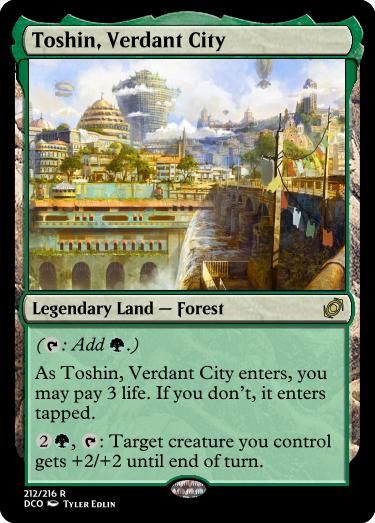 Toshin, Verdant City
Legendary Land — Forest
(: Add .)
As Toshin, Verdant City enters, you
may pay 3 life. If you don't, it enters
tapped.
2, : Target creature you control
gets +2/+2 until end of turn.
212/216 R
DCO Tyler Edlin